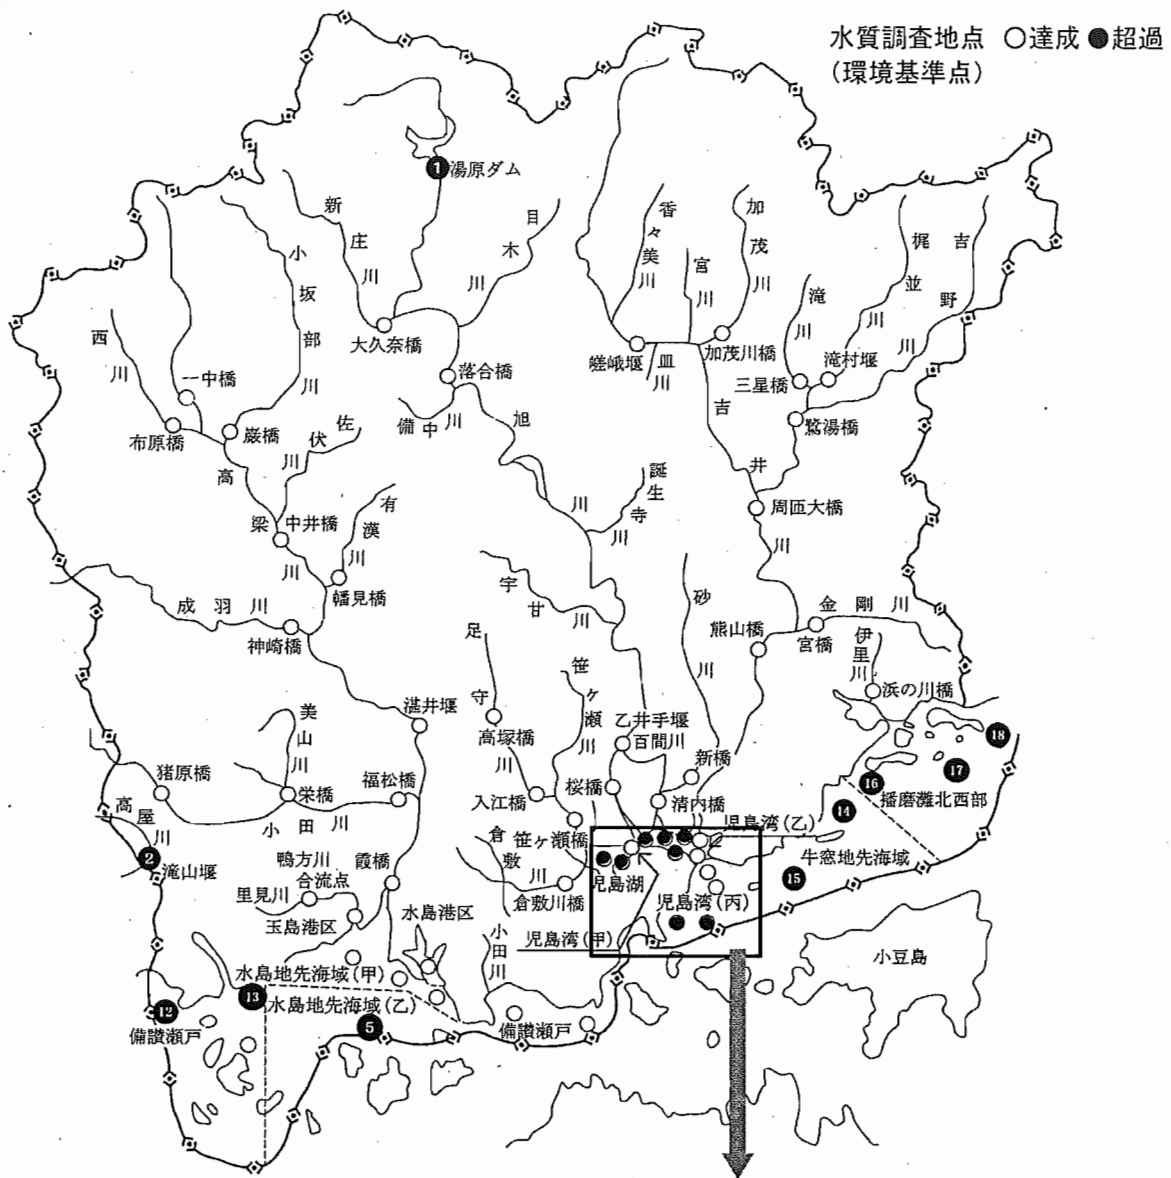 水質調査地点 ○達成 ●超過
(環境基準点)
1 湯原ダム
新庄川
目木川
小坂部川
西川
香々美川
宮川
加茂川
滝川
梶並川
吉野川
大久奈橋
嵯峨堰
皿川
加茂川橋
滝村堰
三星橋
一中橋
落合橋
備中川
旭川
吉井川
鷲湯橋
布原橋
巌橋
佐伏川
高梁川
誕生寺川
中井橋
有漢川
周匝大橋
幡見橋
宇甘川
砂川
成羽川
神崎橋
足守川
笹ヶ瀬川
熊山橋
金剛川
宮橋
伊里川
浜の川橋
美山川
湛井堰
高塚橋
乙井手堰
百間川
新橋
18
猪原橋
栄橋
福松橋
入江橋
桜橋
清内橋
16
17
播磨灘北西部
高屋川
小田川
14
児島湾(乙)
2
滝山堰
鴨方川
合流点
霞橋
倉敷川
笹ヶ瀬橋
牛窓地先海域
里見川
児島湖
15
倉敷川橋
児島湾(丙)
玉島港区
水島港区
小田川
児島湾(甲)
小豆島
水島地先海域(甲)
13
水島地先海域(乙)
12
備讃瀬戸
5
備讃瀬戸